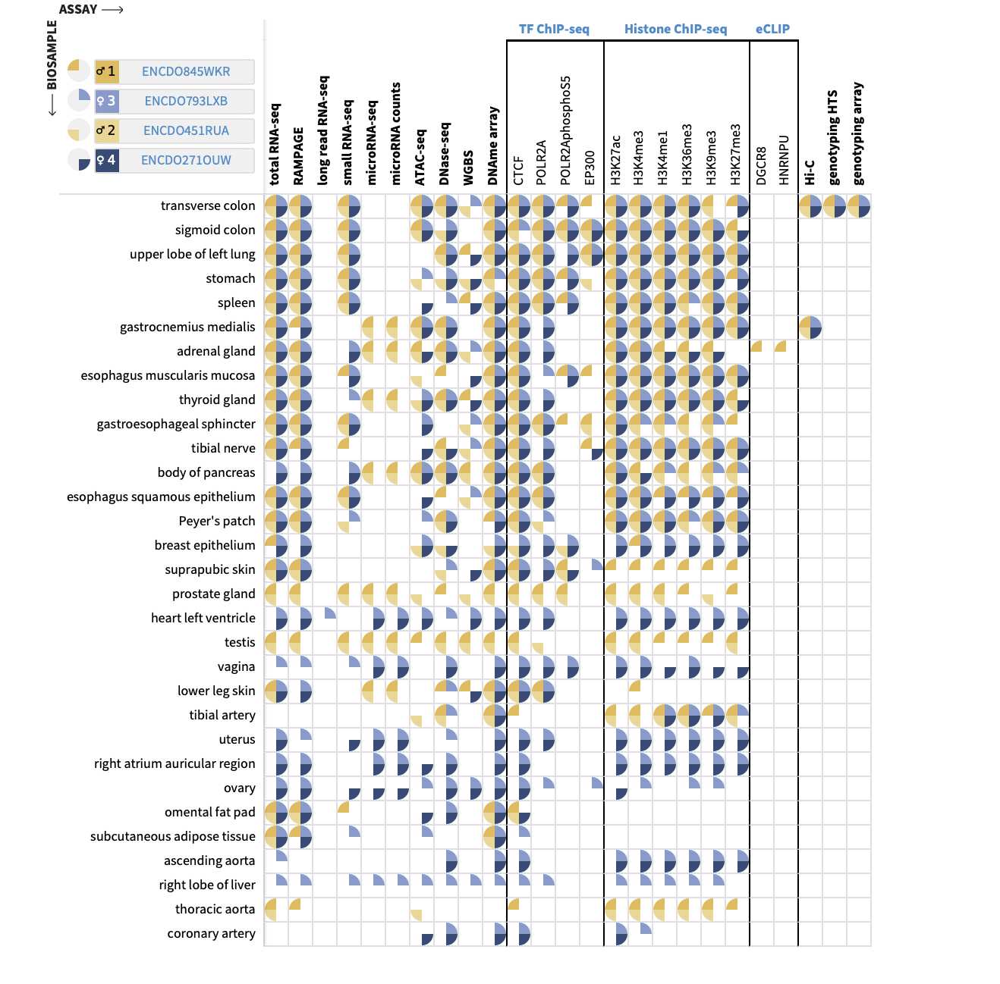 ASSAY
BIOSAMPLE
♂ 1 ENCDO845WKR
♀ 3 ENCDO793LXB
♂ 2 ENCDO451RUA
♀ 4 ENCDO271OUW
TF ChIP-seq
Histone ChIP-seq
eCLIP
total RNA-seq
RAMPAGE
long read RNA-seq
small RNA-seq
microRNA-seq
microRNA counts
ATAC-seq
DNase-seq
WGBS
DNAme array
CTCF
POLR2A
POLR2AphosphoS5
EP300
H3K27ac
H3K4me3
H3K4me1
H3K36me3
H3K9me3
H3K27me3
DGCR8
HNRNPU
Hi-C
genotyping HTS
genotyping array
transverse colon
sigmoid colon
upper lobe of left lung
stomach
spleen
gastrocnemius medialis
adrenal gland
esophagus muscularis mucosa
thyroid gland
gastroesophageal sphincter
tibial nerve
body of pancreas
esophagus squamous epithelium
Peyer's patch
breast epithelium
suprapubic skin
prostate gland
heart left ventricle
testis
vagina
lower leg skin
tibial artery
uterus
right atrium auricular region
ovary
omental fat pad
subcutaneous adipose tissue
ascending aorta
right lobe of liver
thoracic aorta
coronary artery